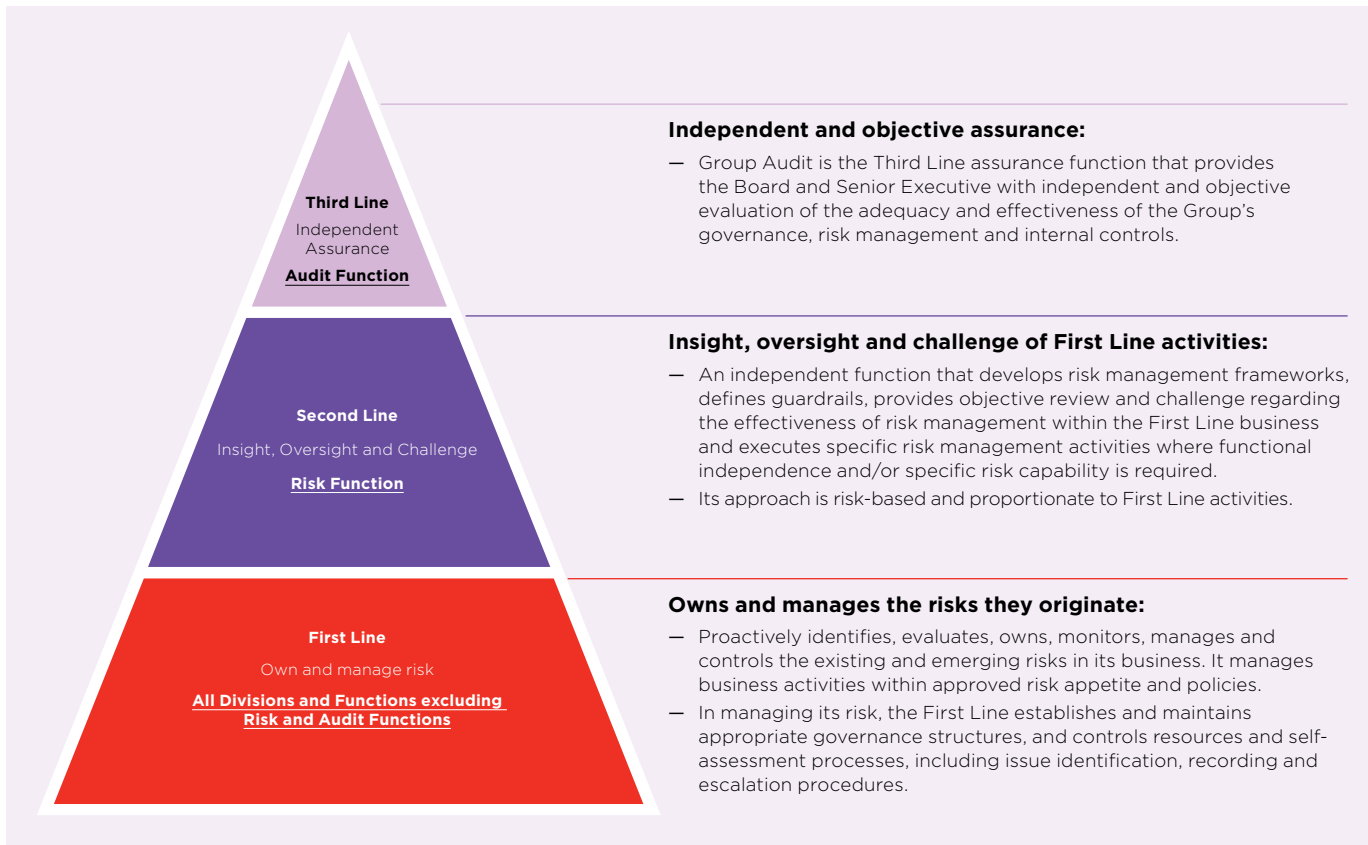 Third Line
Independent
Assurance
Audit Function
Independent and objective assurance:
— Group Audit is the Third Line assurance function that provides
the Board and Senior Executive with independent and objective
evaluation of the adequacy and effectiveness of the Group’s
governance, risk management and internal controls.
Second Line
Insight, Oversight and Challenge
Risk Function
Insight, oversight and challenge of First Line activities:
— An independent function that develops risk management frameworks,
defines guardrails, provides objective review and challenge regarding
the effectiveness of risk management within the First Line business
and executes specific risk management activities where functional
independence and/or specific risk capability is required.
— Its approach is risk-based and proportionate to First Line activities.
First Line
Own and manage risk
All Divisions and Functions excluding
Risk and Audit Functions
Owns and manages the risks they originate:
— Proactively identifies, evaluates, owns, monitors, manages and
controls the existing and emerging risks in its business. It manages
business activities within approved risk appetite and policies.
— In managing its risk, the First Line establishes and maintains
appropriate governance structures, and controls resources and self-
assessment processes, including issue identification, recording and
escalation procedures.